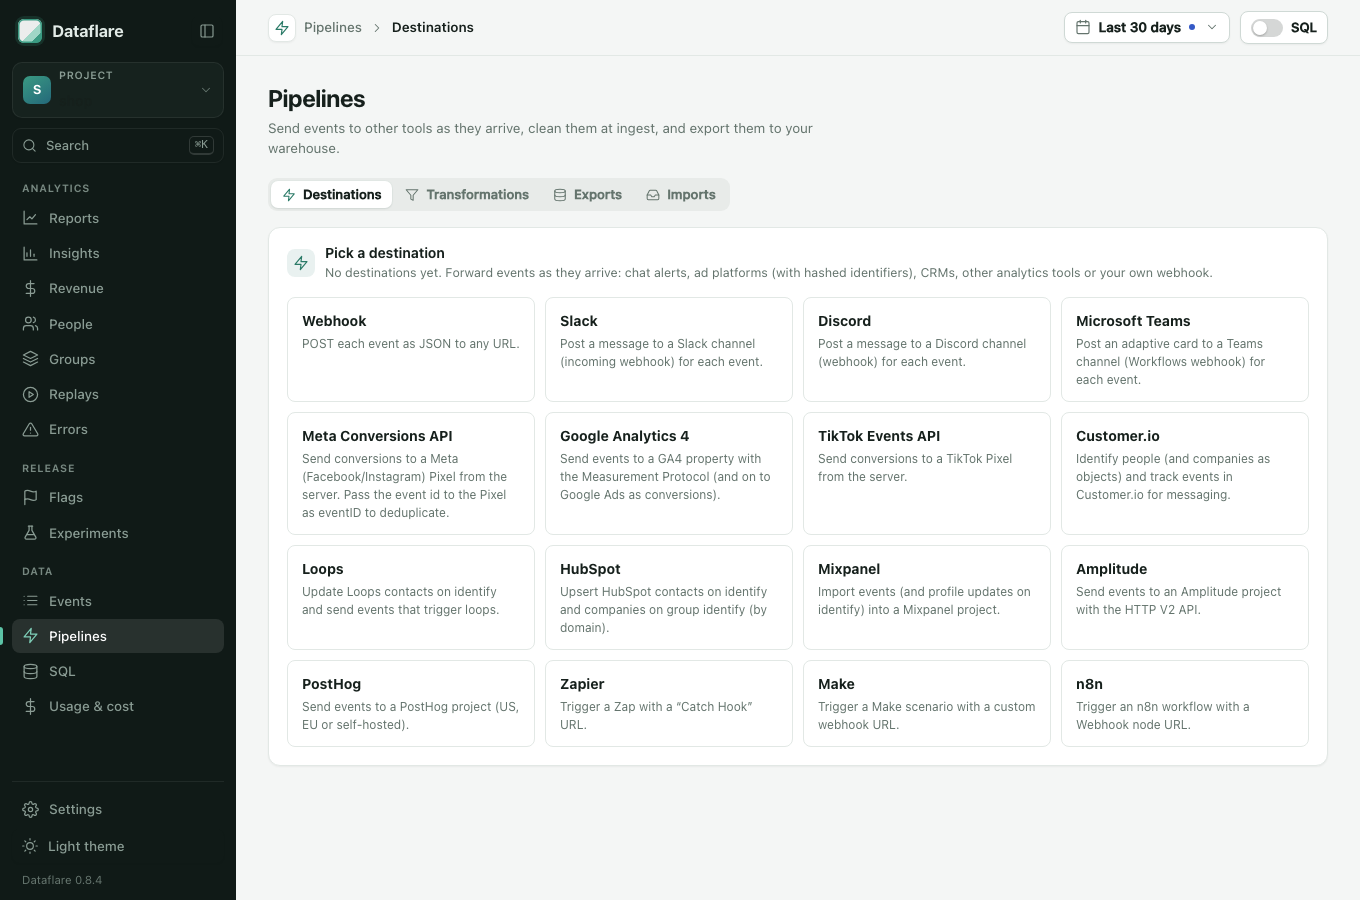 Dataflare
PROJECT
S
Search
⌘K
ANALYTICS
Reports
Insights
Revenue
People
Groups
Replays
Errors
RELEASE
Flags
Experiments
DATA
Events
Pipelines
SQL
Usage & cost
Settings
Light theme
Dataflare 0.8.4
Pipelines > Destinations
Last 30 days
SQL
Pipelines
Send events to other tools as they arrive, clean them at ingest, and export them to your
warehouse.
Destinations
Transformations
Exports
Imports
Pick a destination
No destinations yet. Forward events as they arrive: chat alerts, ad platforms (with hashed identifiers), CRMs, other analytics tools or your own webhook.
Webhook
POST each event as JSON to any URL.
Slack
Post a message to a Slack channel
(incoming webhook) for each event.
Discord
Post a message to a Discord channel
(webhook) for each event.
Microsoft Teams
Post an adaptive card to a Teams
channel (Workflows webhook) for
each event.
Meta Conversions API
Send conversions to a Meta
(Facebook/Instagram) Pixel from the
server. Pass the event id to the Pixel
as eventID to deduplicate.
Google Analytics 4
Send events to a GA4 property with
the Measurement Protocol (and on to
Google Ads as conversions).
TikTok Events API
Send conversions to a TikTok Pixel
from the server.
Customer.io
Identify people (and companies as
objects) and track events in
Customer.io for messaging.
Loops
Update Loops contacts on identify
and send events that trigger loops.
HubSpot
Upsert HubSpot contacts on identify
and companies on group identify (by
domain).
Mixpanel
Import events (and profile updates on
identify) into a Mixpanel project.
Amplitude
Send events to an Amplitude project
with the HTTP V2 API.
PostHog
Send events to a PostHog project (US,
EU or self-hosted).
Zapier
Trigger a Zap with a “Catch Hook”
URL.
Make
Trigger a Make scenario with a custom
webhook URL.
n8n
Trigger an n8n workflow with a
Webhook node URL.